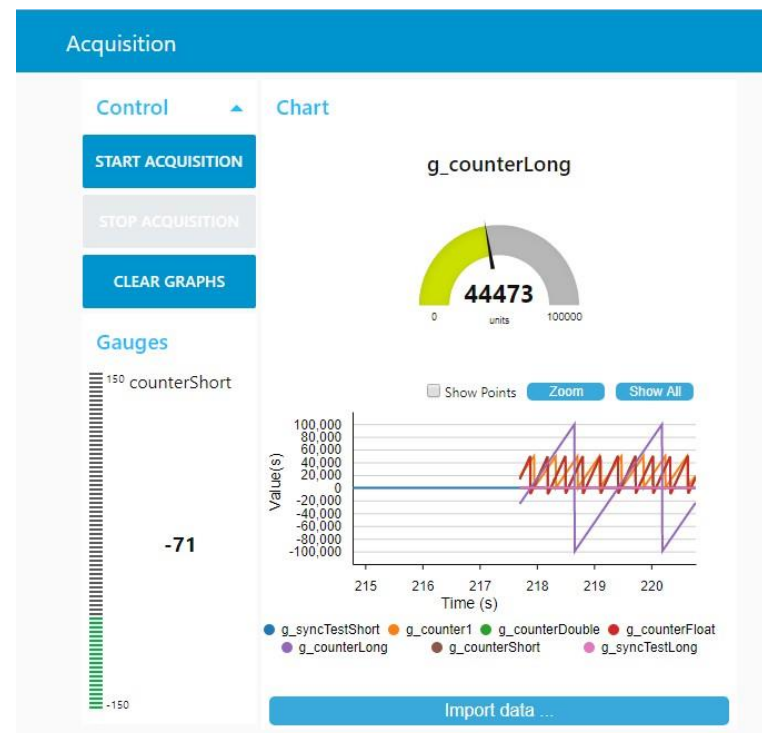 Acquisition
Control
START ACQUISITION
STOP ACQUISITION
CLEAR GRAPHS
Gauges
150 counterShort
-71
-150
Chart
g_counterLong
44473
0 units 100000
Show Points Zoom Show All
100,000
80,000
60,000
40,000
20,000
0
-20,000
-40,000
-60,000
-80,000
-100,000
Value(s)
215 216 217 218 219 220
Time (s)
g_syncTestShort g_counter1 g_counterDouble g_counterFloat
g_counterLong g_counterShort g_syncTestLong
Import data ...